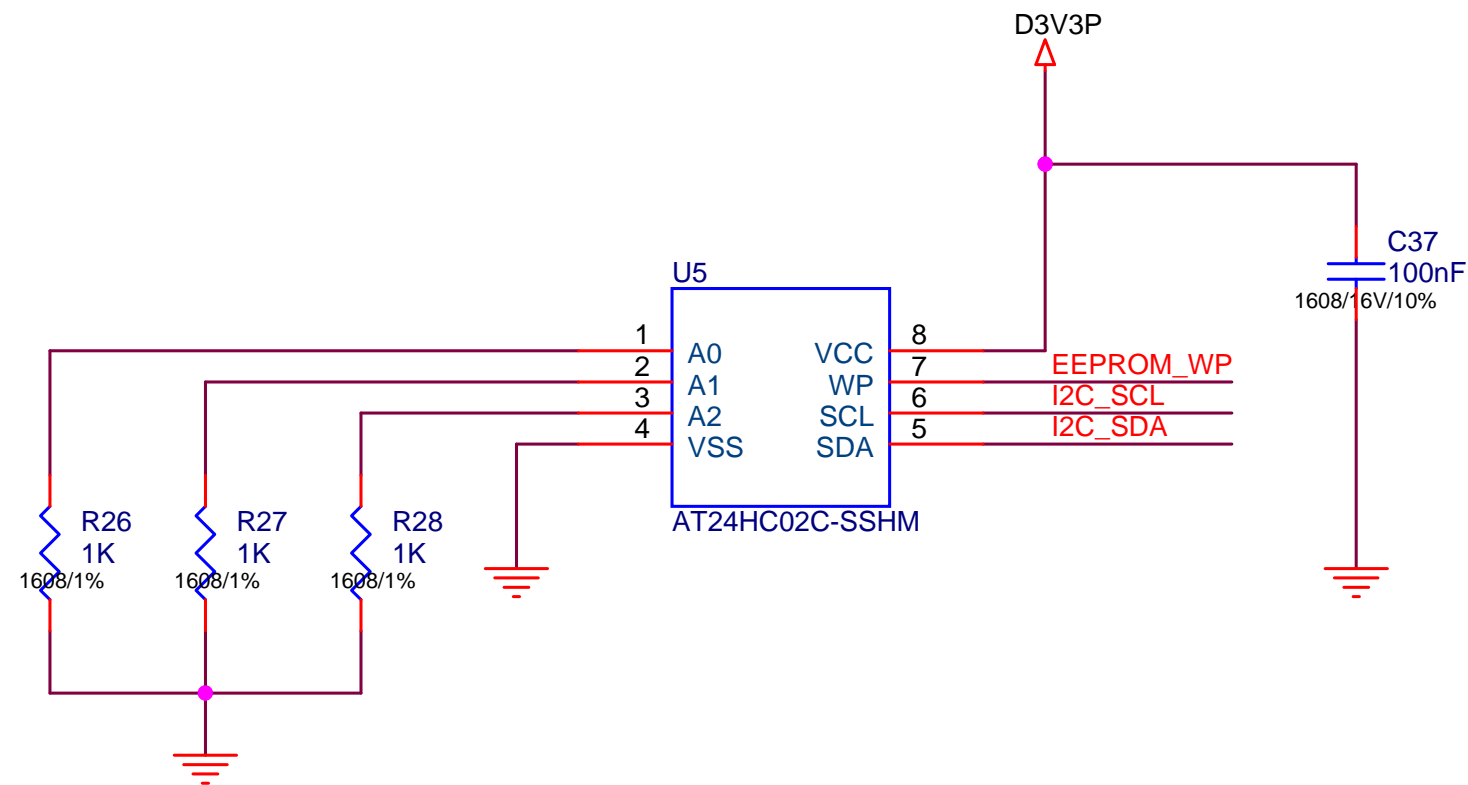 D3V3P
C37
100nF
1608/16V/10%
U5
1 A0 VCC 8
2 A1 WP 7 EEPROM_WP
3 A2 SCL 6 I2C_SCL
4 VSS SDA 5 I2C_SDA
AT24HC02C-SSHM
R26 R27 R28
1K 1K 1K
1608/1% 1608/1% 1608/1%